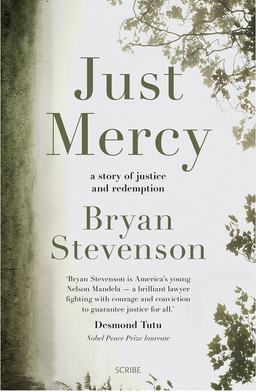 Just
Mercy
a story of justice
and redemption
Bryan
Stevenson
‘Bryan Stevenson is America’s young
Nelson Mandela — a brilliant lawyer
fighting with courage and conviction
to guarantee justice for all.’
Desmond Tutu
Nobel Peace Prize laureate
SCRIBE